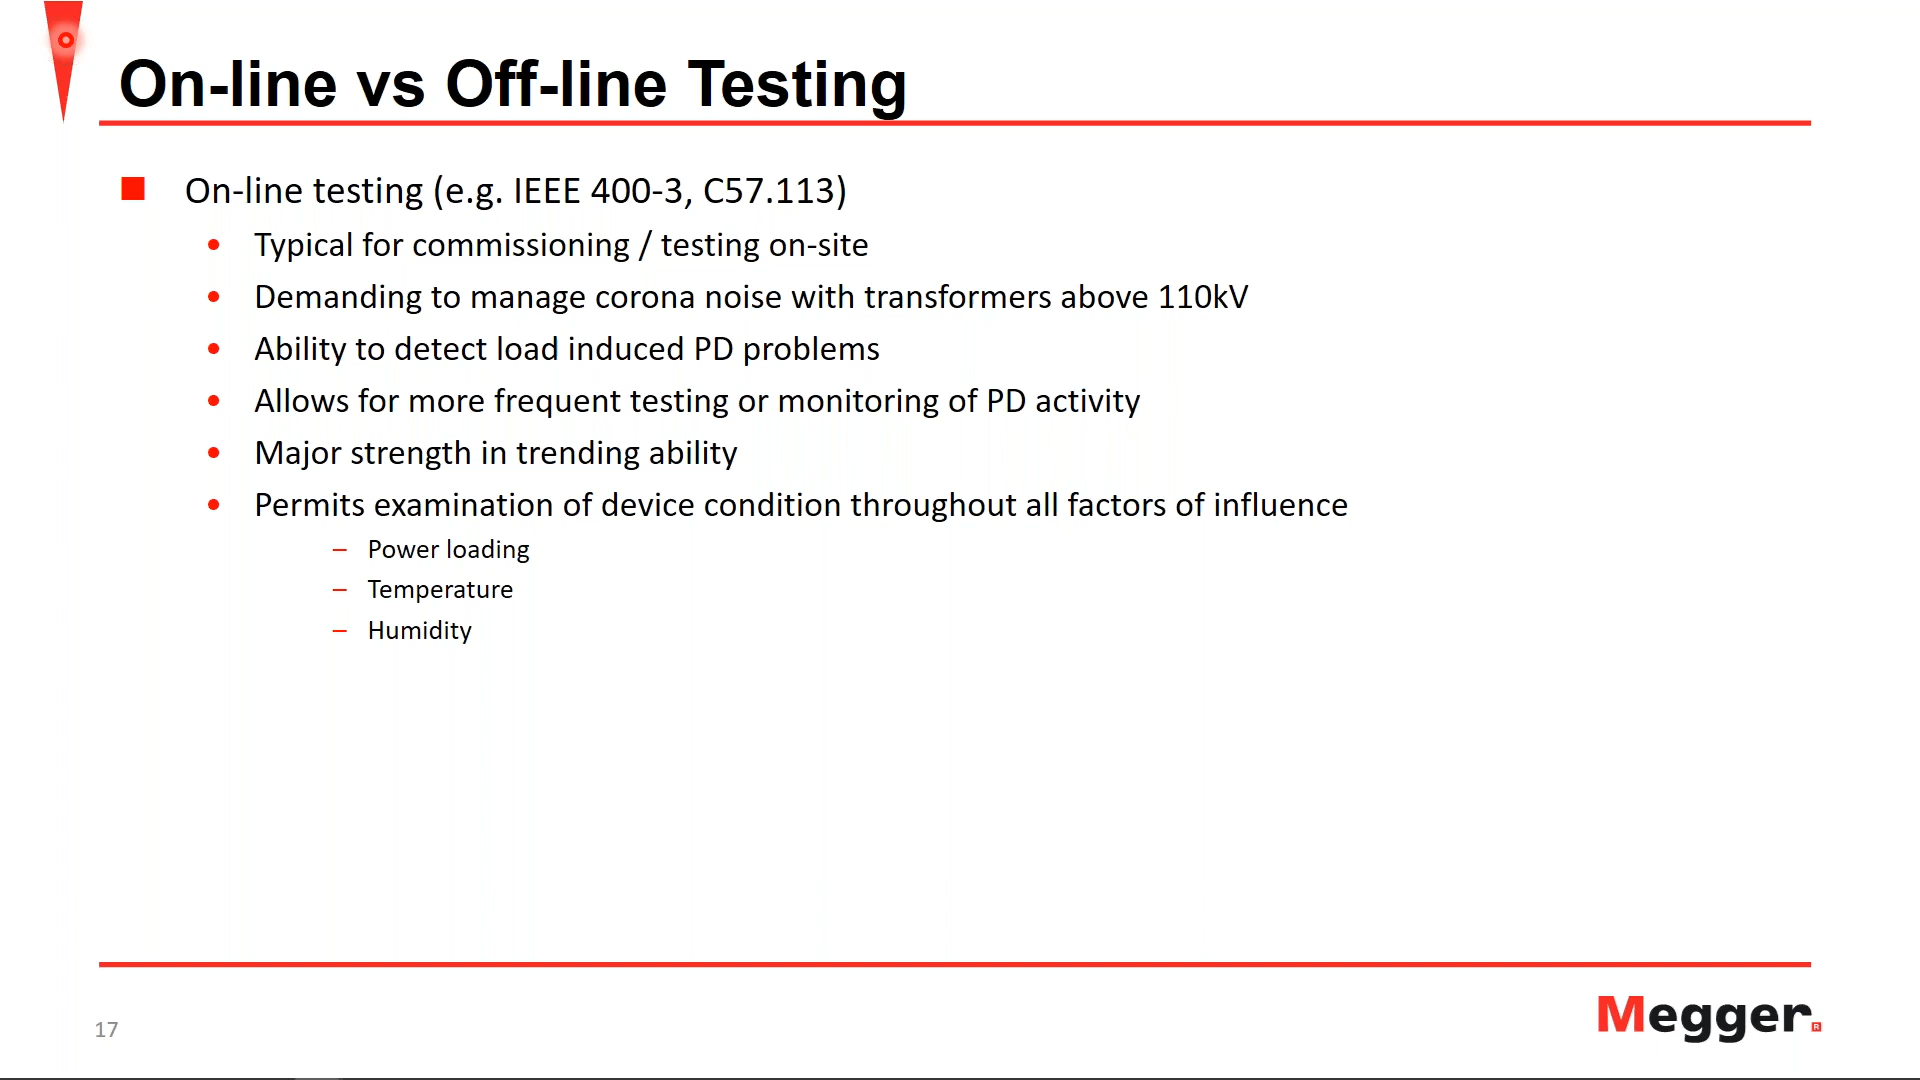 On-line vs Off-line Testing
On-line testing (e.g. IEEE 400-3, C57.113)
• Typical for commissioning / testing on-site
• Demanding to manage corona noise with transformers above 110kV
• Ability to detect load induced PD problems
• Allows for more frequent testing or monitoring of PD activity
• Major strength in trending ability
• Permits examination of device condition throughout all factors of influence
– Power loading
– Temperature
– Humidity
17
Megger®